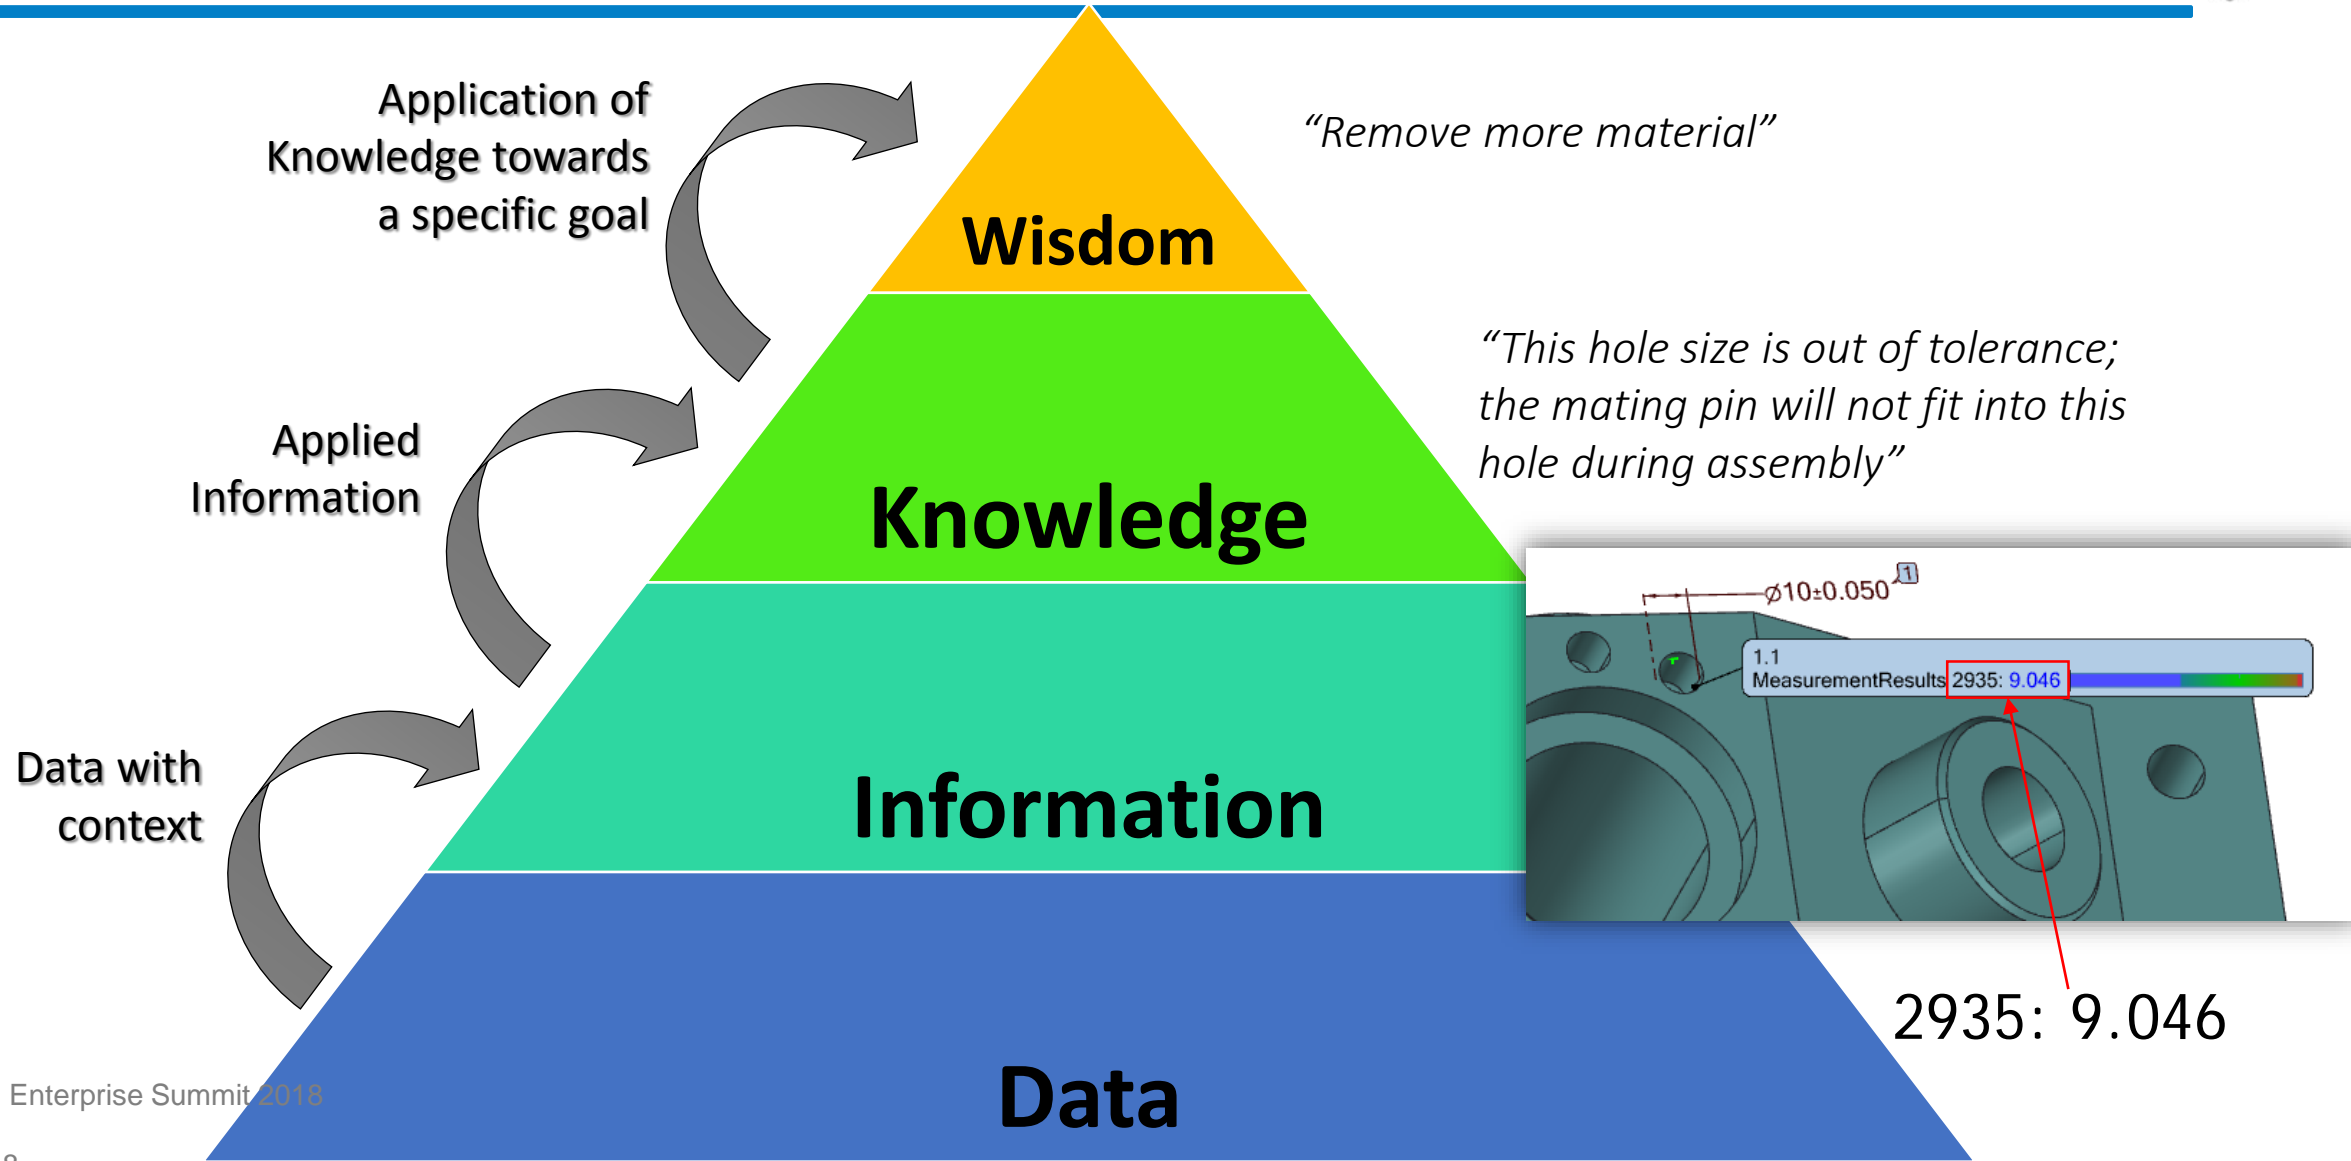 Application of
Knowledge towards
a specific goal
“Remove more material”
Wisdom
“This hole size is out of tolerance;
the mating pin will not fit into this
hole during assembly”
Applied
Information
Knowledge
⌀10±0.050
1
1.1
MeasurementResults 2935: 9.046
Data with
context
Information
2935: 9.046
Data
Enterprise Summit 2018